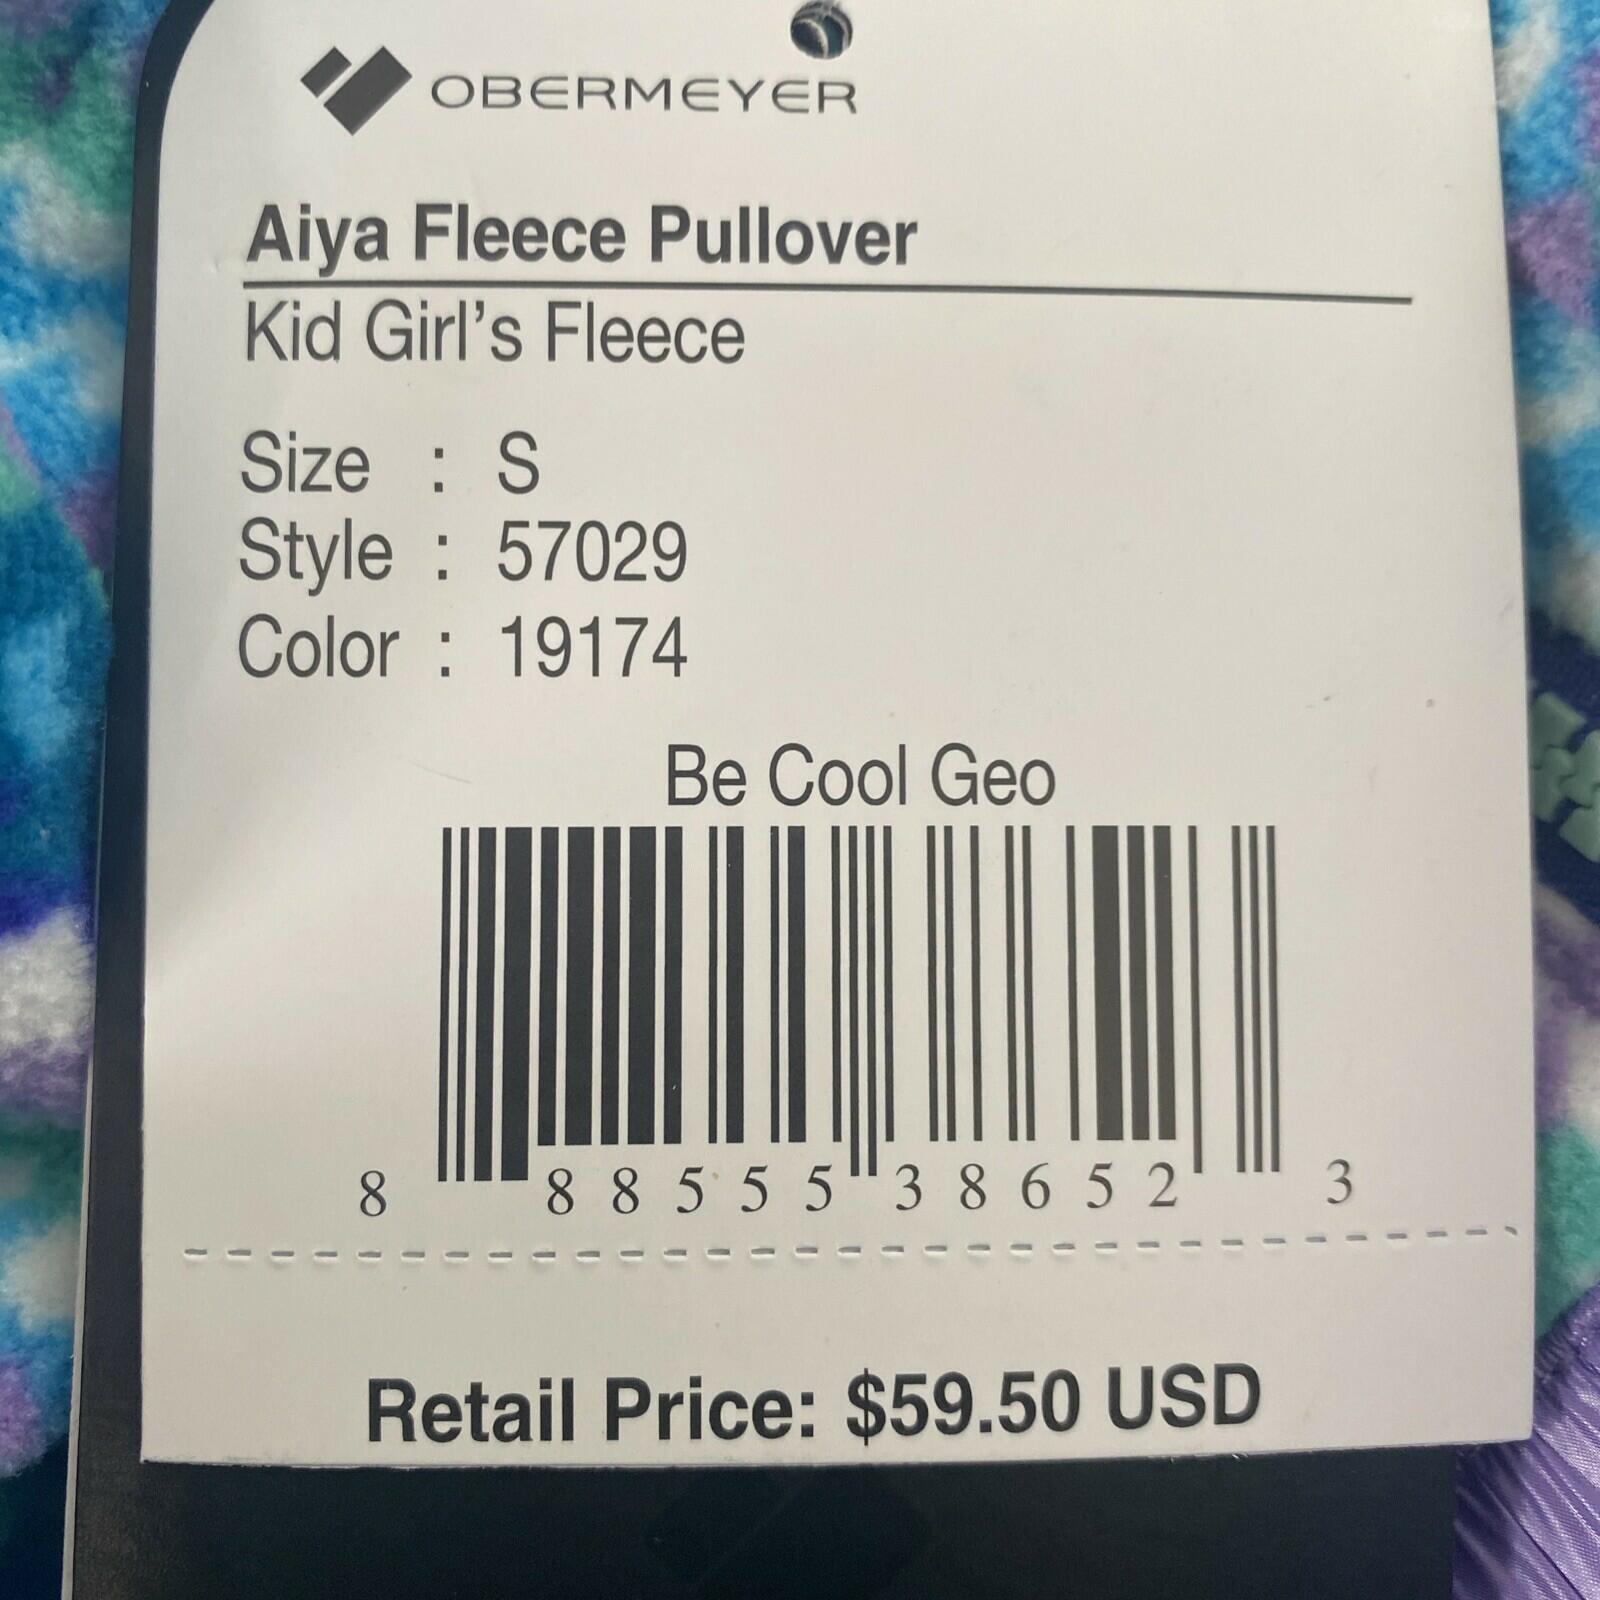 OBERMEYER
Aiya Fleece Pullover
Kid Girl's Fleece
Size : S
Style : 57029
Color : 19174
Be Cool Geo
8 88555 38652 3
Retail Price: $59.50 USD